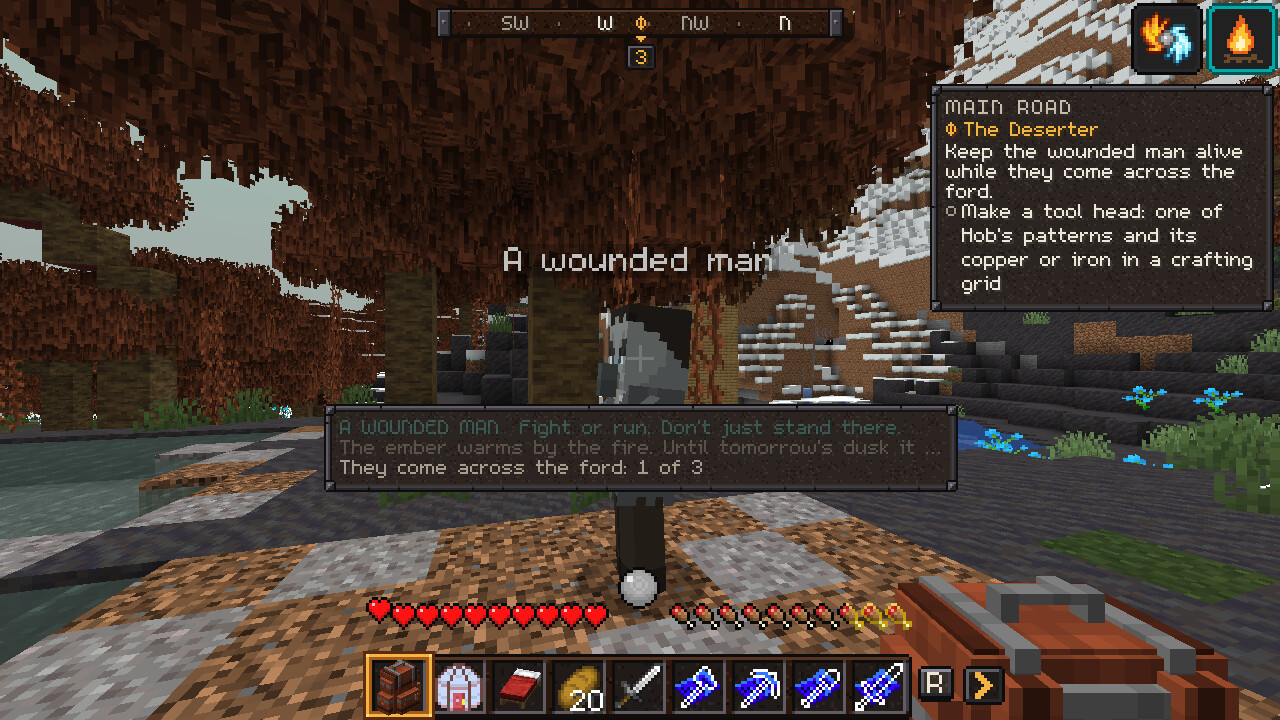 SW W NW N
3
MAIN ROAD
The Deserter
Keep the wounded man alive
while they come across the
ford.
Make a tool head: one of
Hob's patterns and its
copper or iron in a crafting
grid
A wounded man
A WOUNDED MAN Fight or run. Don't just stand there.
The ember warms by the fire. Until tomorrow's dusk it ...
They come across the ford: 1 of 3
20
R